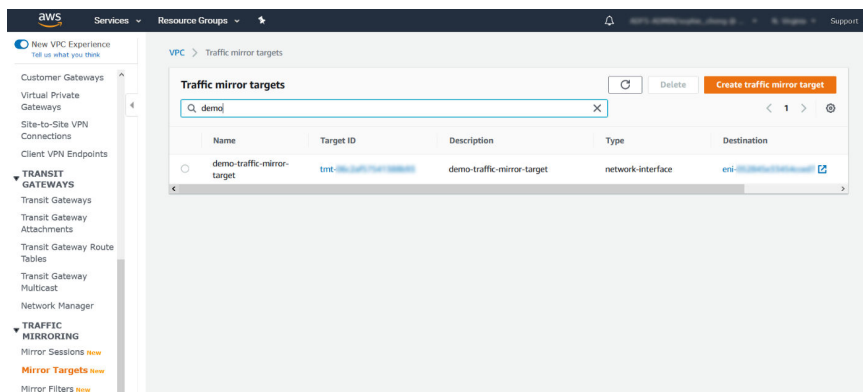 aws Services Resource Groups Support
New VPC Experience
Tell us what you think
Customer Gateways
Virtual Private
Gateways
Site-to-Site VPN
Connections
Client VPN Endpoints
TRANSIT
GATEWAYS
Transit Gateways
Transit Gateway
Attachments
Transit Gateway Route
Tables
Transit Gateway
Multicast
Network Manager
TRAFFIC
MIRRORING
Mirror Sessions New
Mirror Targets New
Mirror Filters New
VPC > Traffic mirror targets
Traffic mirror targets Delete Create traffic mirror target
demo
1
Name Target ID Description Type Destination
demo-traffic-mirror-
target
tmt- demo-traffic-mirror-target network-interface eni-